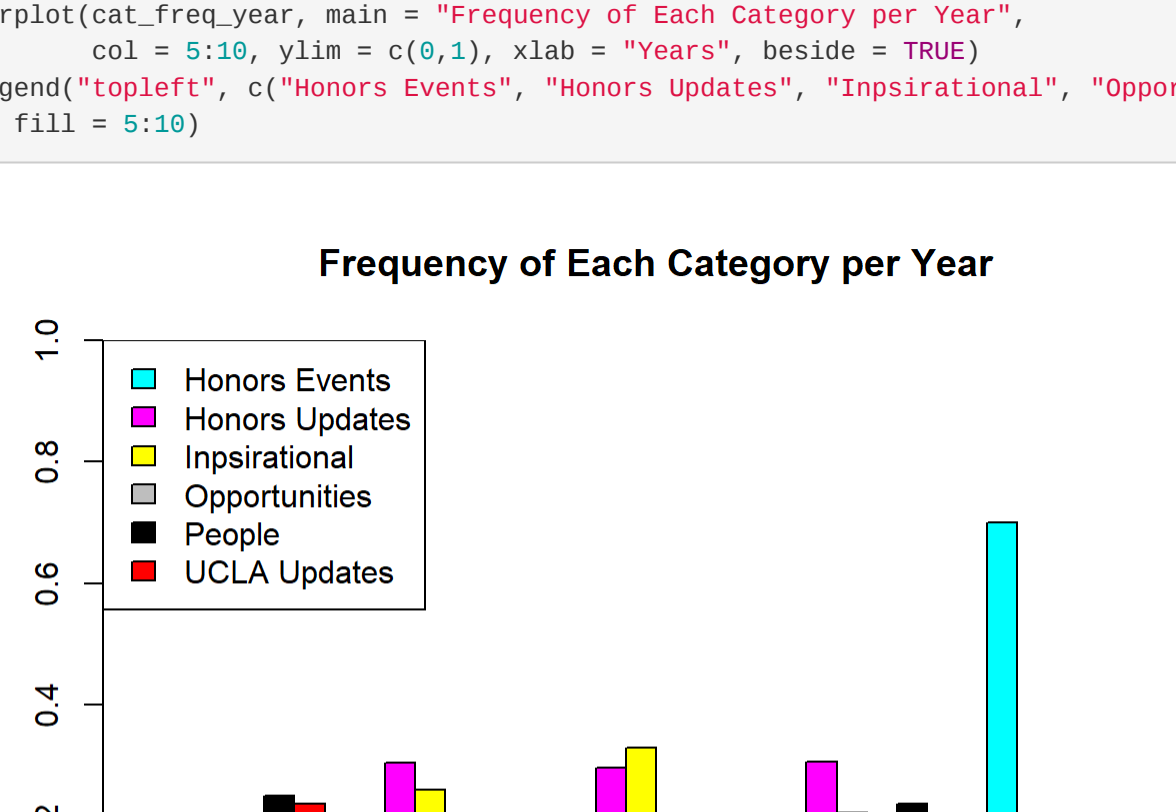 rplot(cat_freq_year, main = "Frequency of Each Category per Year",
col = 5:10, ylim = c(0,1), xlab = "Years", beside = TRUE)
gend("topleft", c("Honors Events", "Honors Updates", "Inpsirational", "Oppor
fill = 5:10)
Frequency of Each Category per Year
1.0
0.8
0.6
0.4
Honors Events
Honors Updates
Inpsirational
Opportunities
People
UCLA Updates